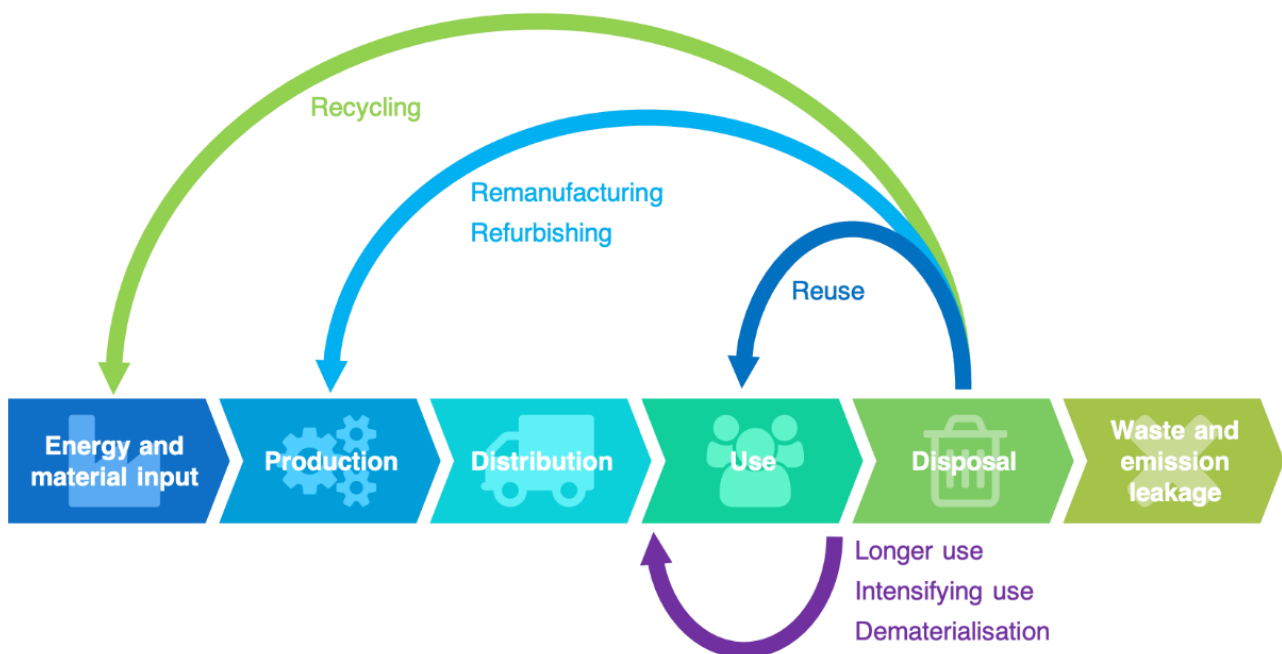 Recycling
Remanufacturing
Refurbishing
Reuse
Energy and
material input
Production
Distribution
Use
Disposal
Waste and
emission
leakage
Longer use
Intensifying use
Dematerialisation